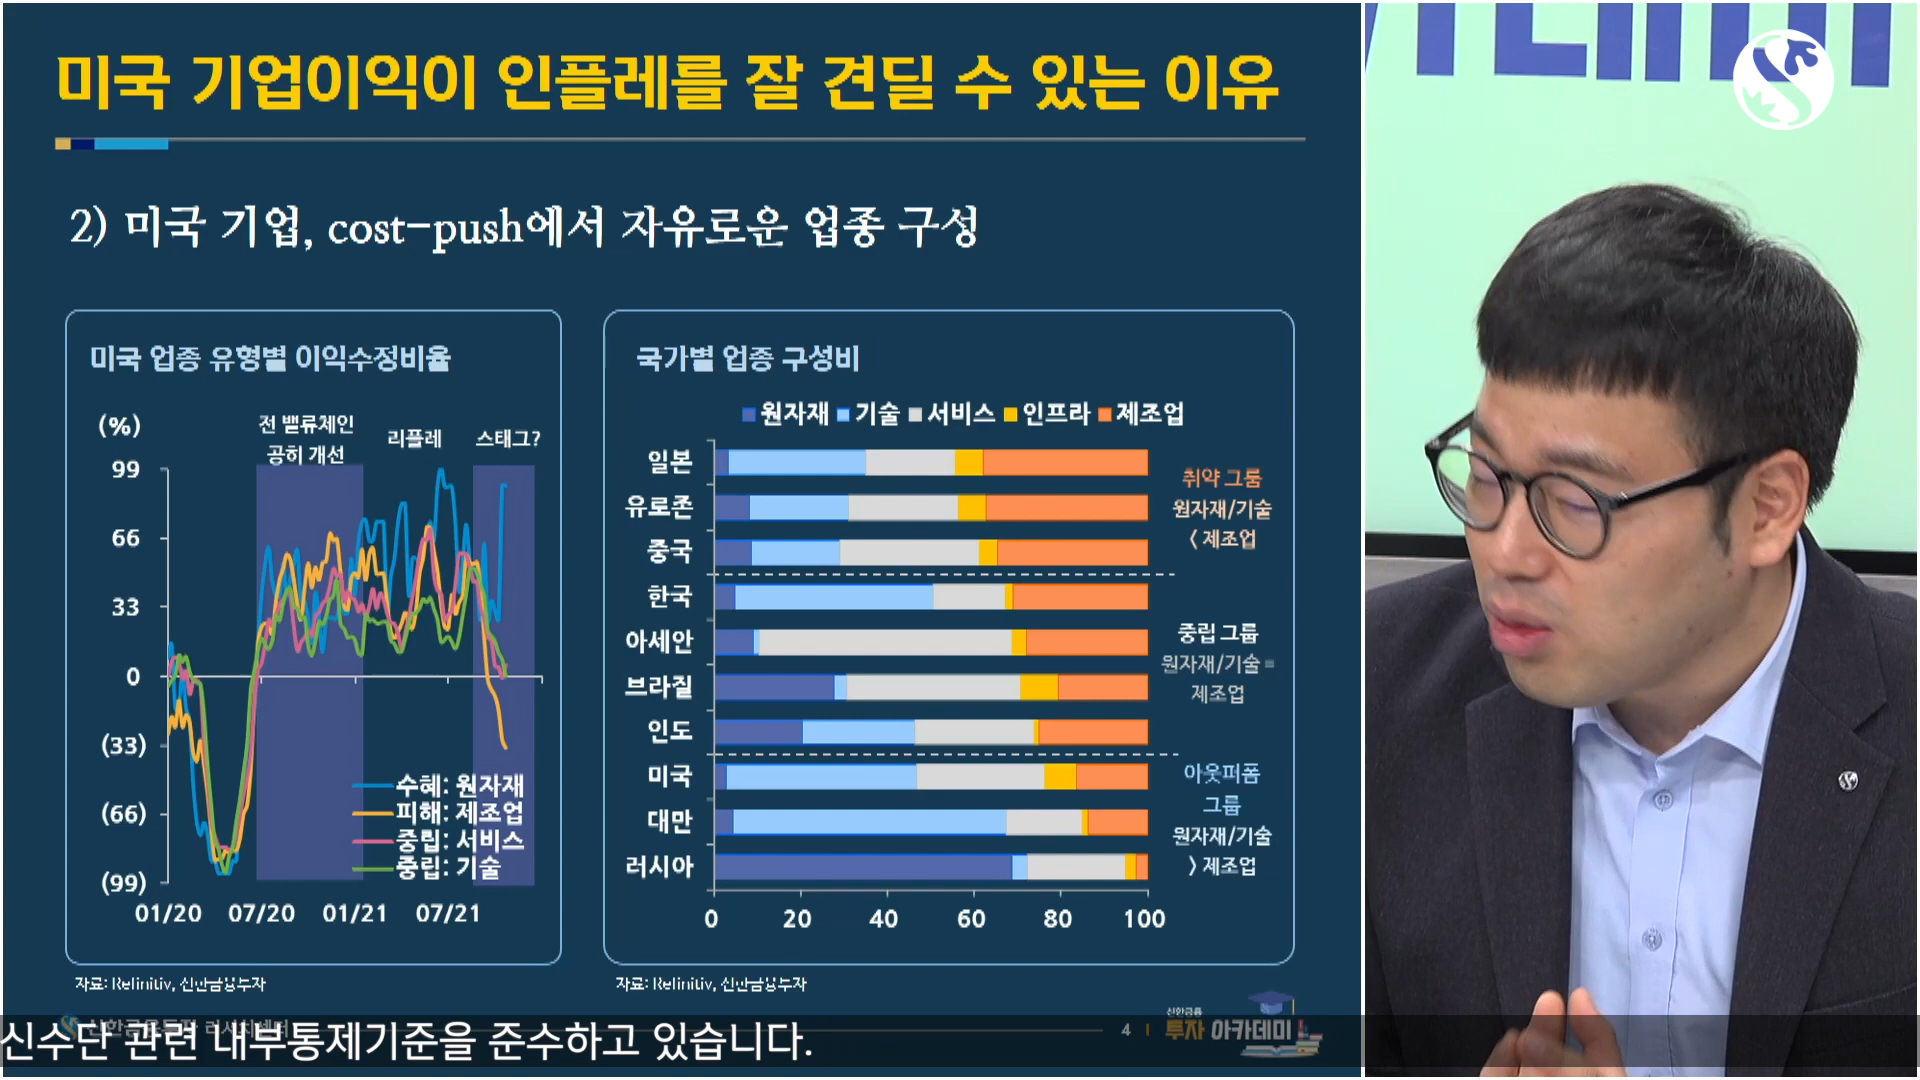 미국 기업이익이 인플레를 잘 견딜 수 있는 이유
2) 미국 기업, cost-push에서 자유로운 업종 구성
미국 업종 유형별 이익수정비율
(%)
전 밸류체인
공히 개선
리플레
스태그?
99
66
33
0
(33)
(66)
(99)
수혜: 원자재
피해: 제조업
중립: 서비스
중립: 기술
01/20 07/20 01/21 07/21
자료: Refinitiv, 신한금융투자
국가별 업종 구성비
원자재 기술 서비스 인프라 제조업
일본
유로존
중국
한국
아세안
브라질
인도
미국
대만
러시아
0 20 40 60 80 100
취약 그룹
원자재/기술
< 제조업
중립 그룹
원자재/기술 =
제조업
아웃퍼폼
그룹
원자재/기술
> 제조업
자료: Refinitiv, 신한금융투자
4
신한금융
투자 아카데미
신수단 관련 내부통제기준을 준수하고 있습니다.